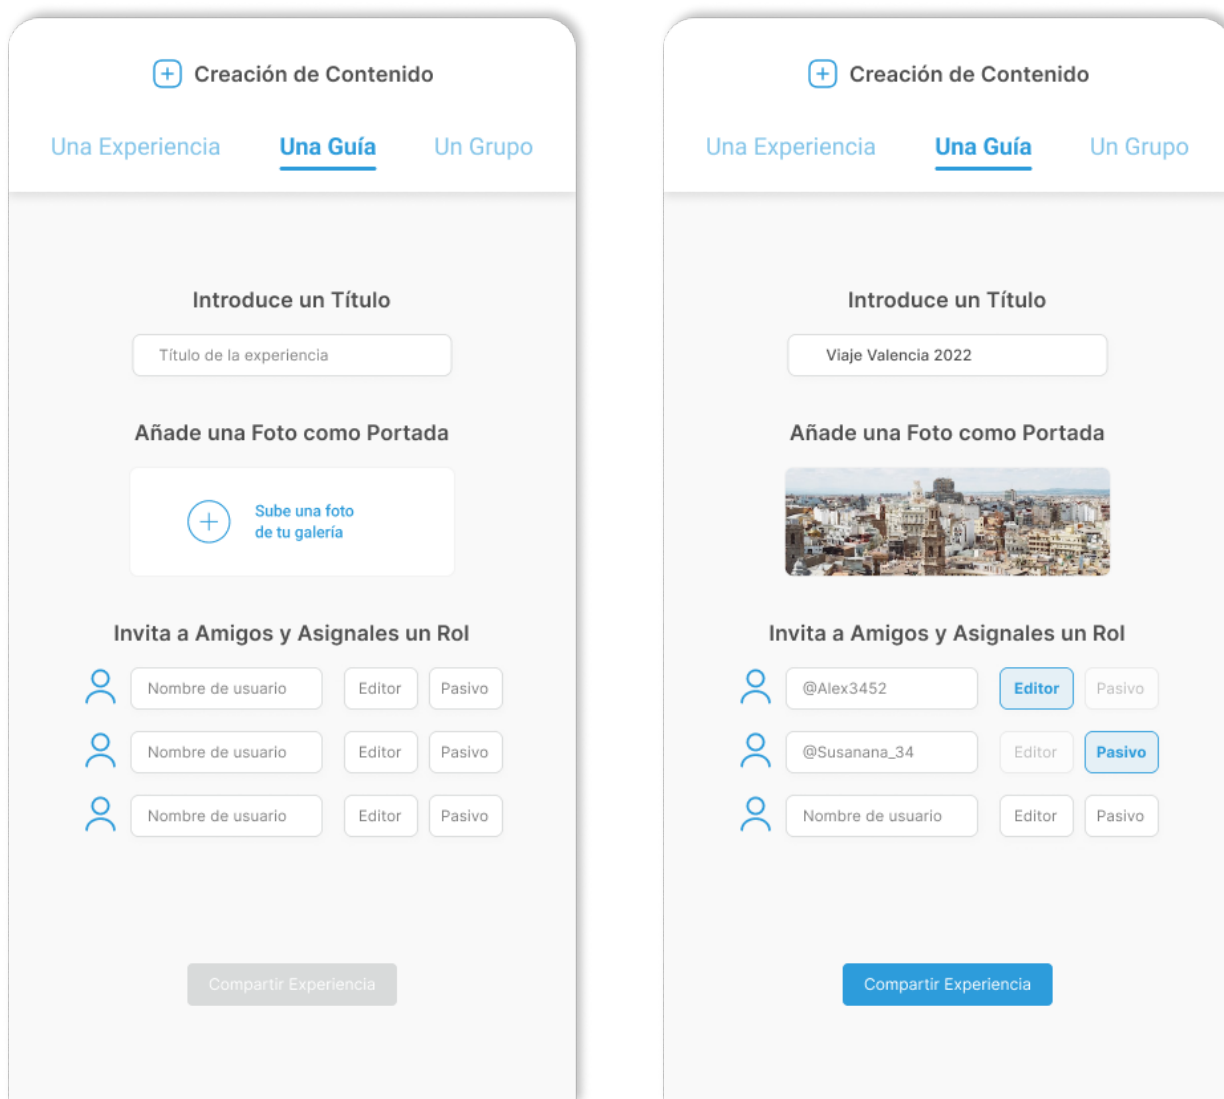 Creación de Contenido
Una Experiencia Una Guía Un Grupo
Introduce un Título
Título de la experiencia
Añade una Foto como Portada
Sube una foto
de tu galería
Invita a Amigos y Asignales un Rol
Nombre de usuario Editor Pasivo
Nombre de usuario Editor Pasivo
Nombre de usuario Editor Pasivo
Compartir Experiencia
Creación de Contenido
Una Experiencia Una Guía Un Grupo
Introduce un Título
Viaje Valencia 2022
Añade una Foto como Portada
Invita a Amigos y Asignales un Rol
@Alex3452 Editor Pasivo
@Susanana_34 Editor Pasivo
Nombre de usuario Editor Pasivo
Compartir Experiencia